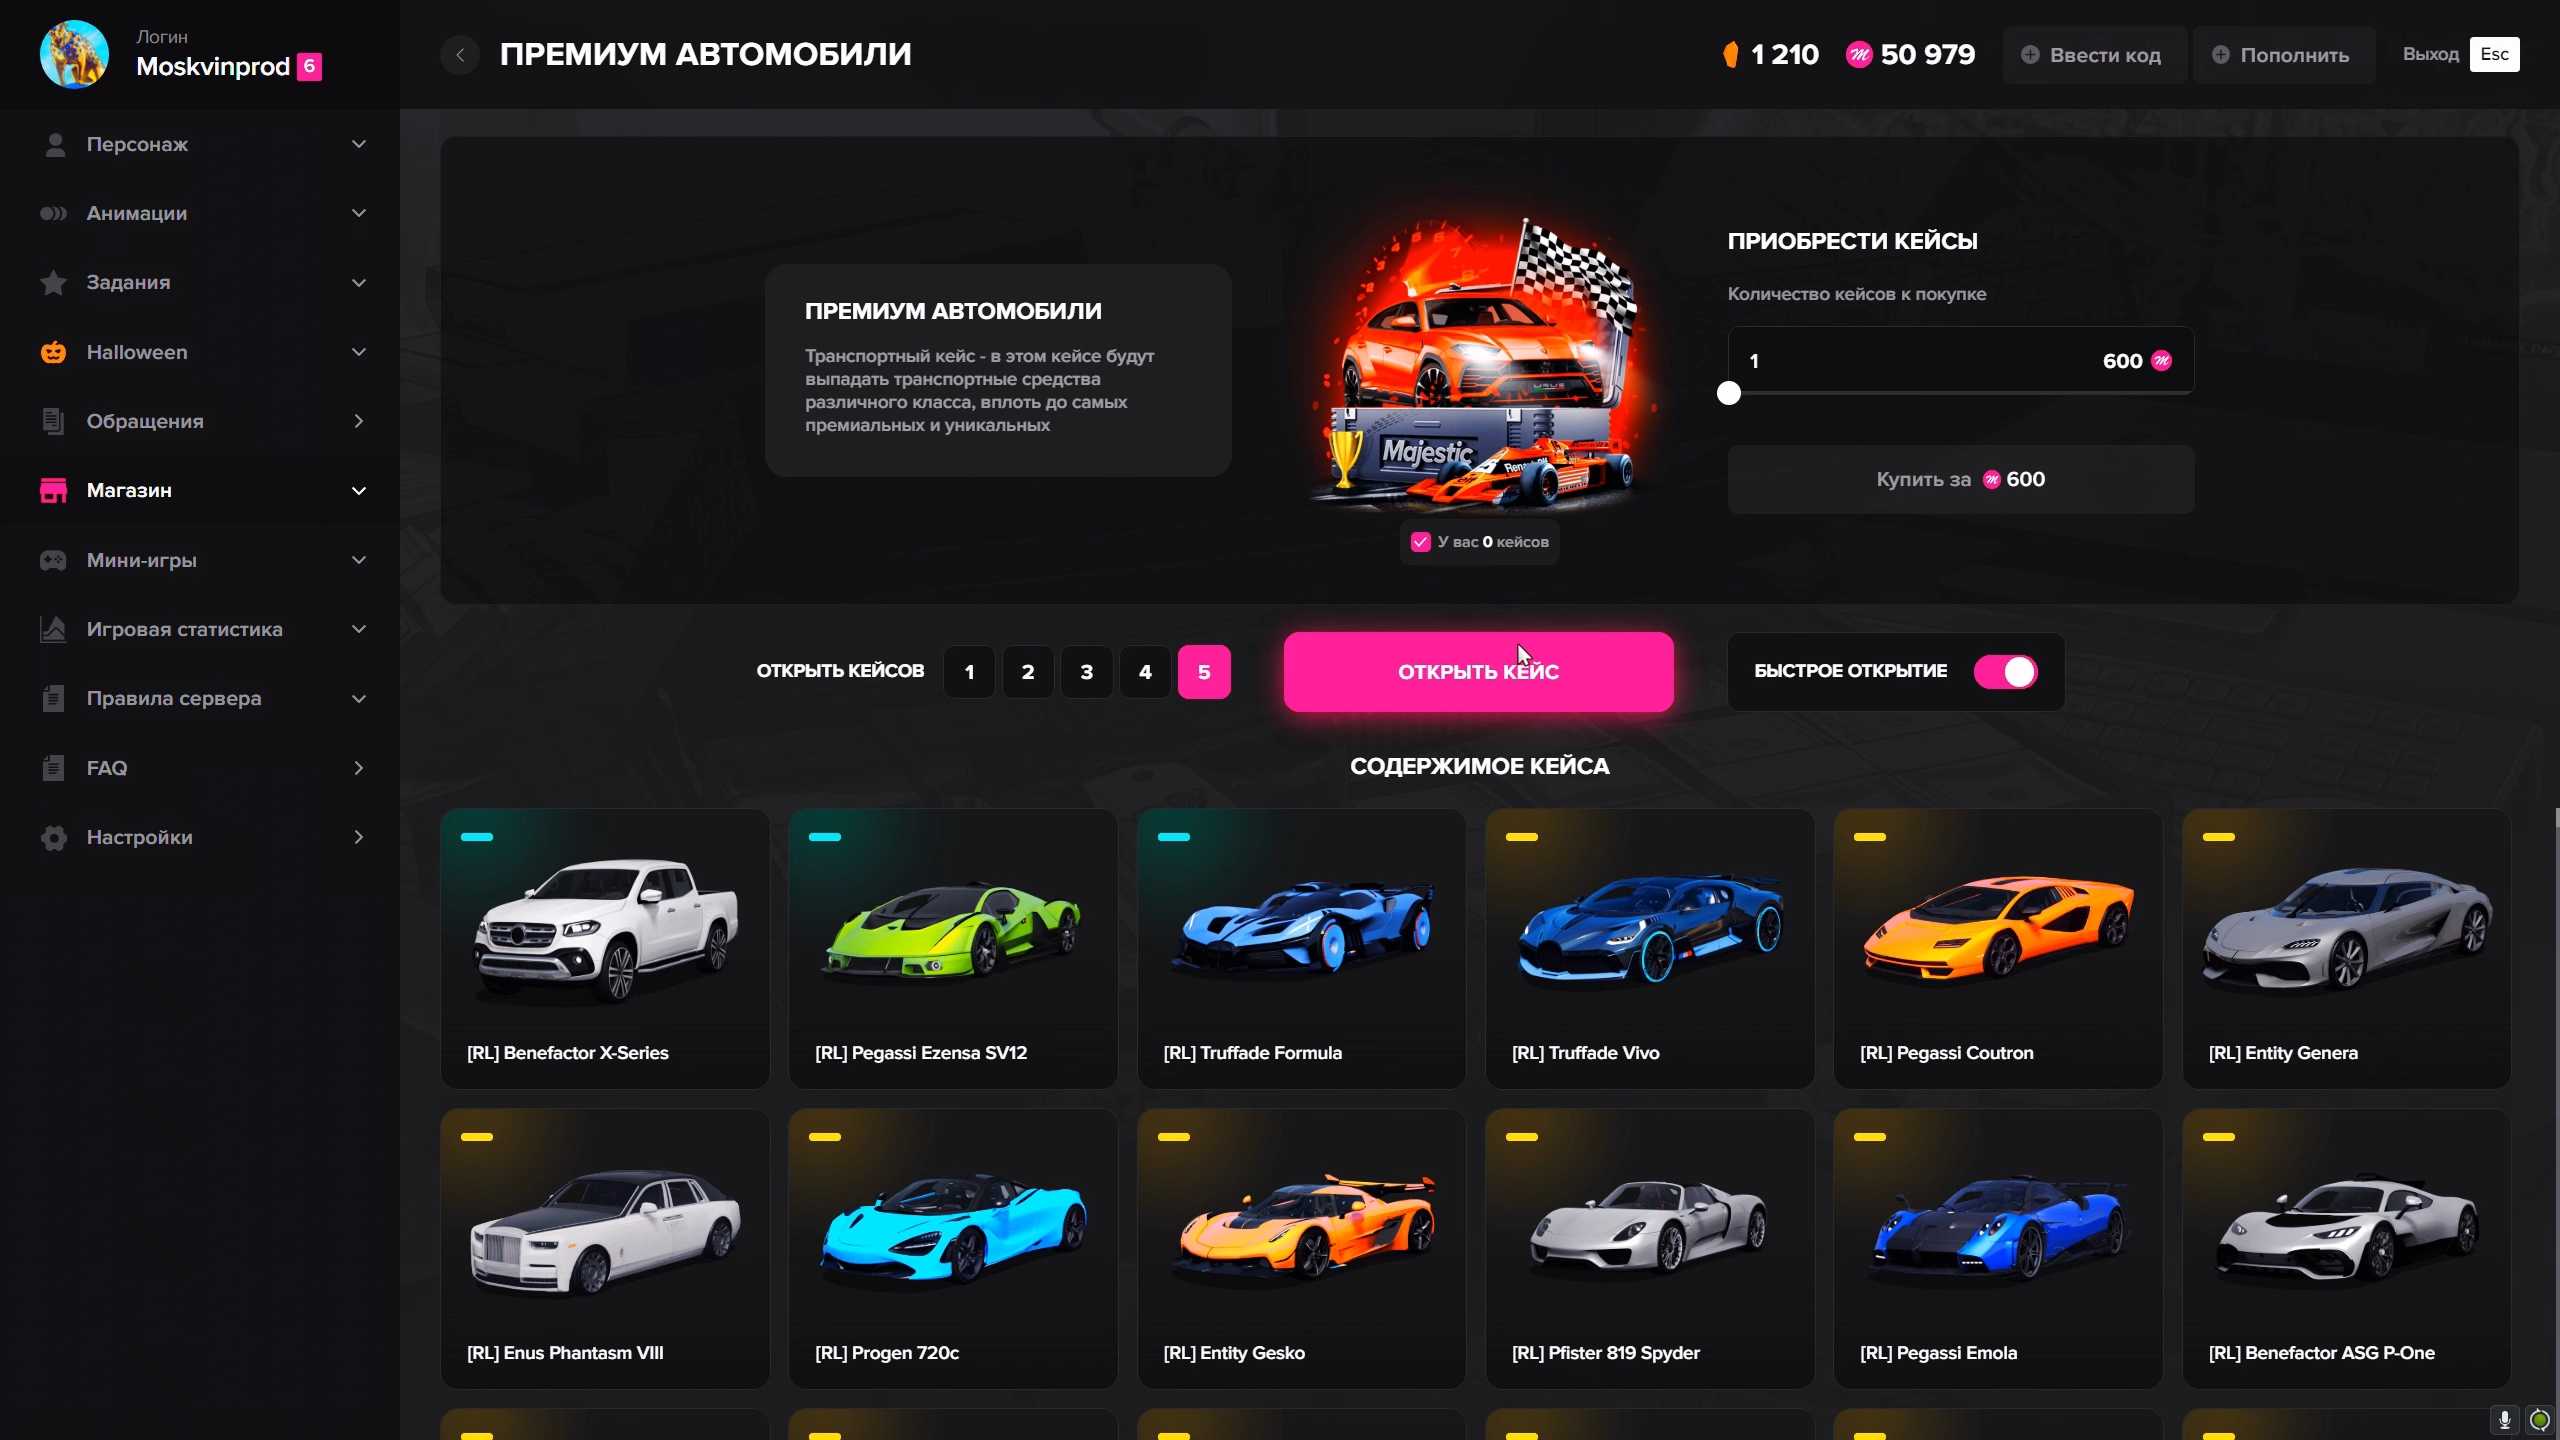 Логин
Moskvinprod 6
Персонаж
Анимации
Задания
Halloween
Обращения
Магазин
Мини-игры
Игровая статистика
Правила сервера
FAQ
Настройки
ПРЕМИУМ АВТОМОБИЛИ
1 210
50 979
Ввести код
Пополнить
Выход
Esc
ПРЕМИУМ АВТОМОБИЛИ
Транспортный кейс - в этом кейсе будут
выпадать транспортные средства
различного класса, вплоть до самых
премиальных и уникальных
Majestic
У вас 0 кейсов
ПРИОБРЕСТИ КЕЙСЫ
Количество кейсов к покупке
1
600
Купить за 600
ОТКРЫТЬ КЕЙСОВ
1
2
3
4
5
ОТКРЫТЬ КЕЙС
БЫСТРОЕ ОТКРЫТИЕ
СОДЕРЖИМОЕ КЕЙСА
[RL] Benefactor X-Series
[RL] Pegassi Ezensa SV12
[RL] Truffade Formula
[RL] Truffade Vivo
[RL] Pegassi Coutron
[RL] Entity Genera
[RL] Enus Phantasm VIII
[RL] Progen 720c
[RL] Entity Gesko
[RL] Pfister 819 Spyder
[RL] Pegassi Emola
[RL] Benefactor ASG P-One